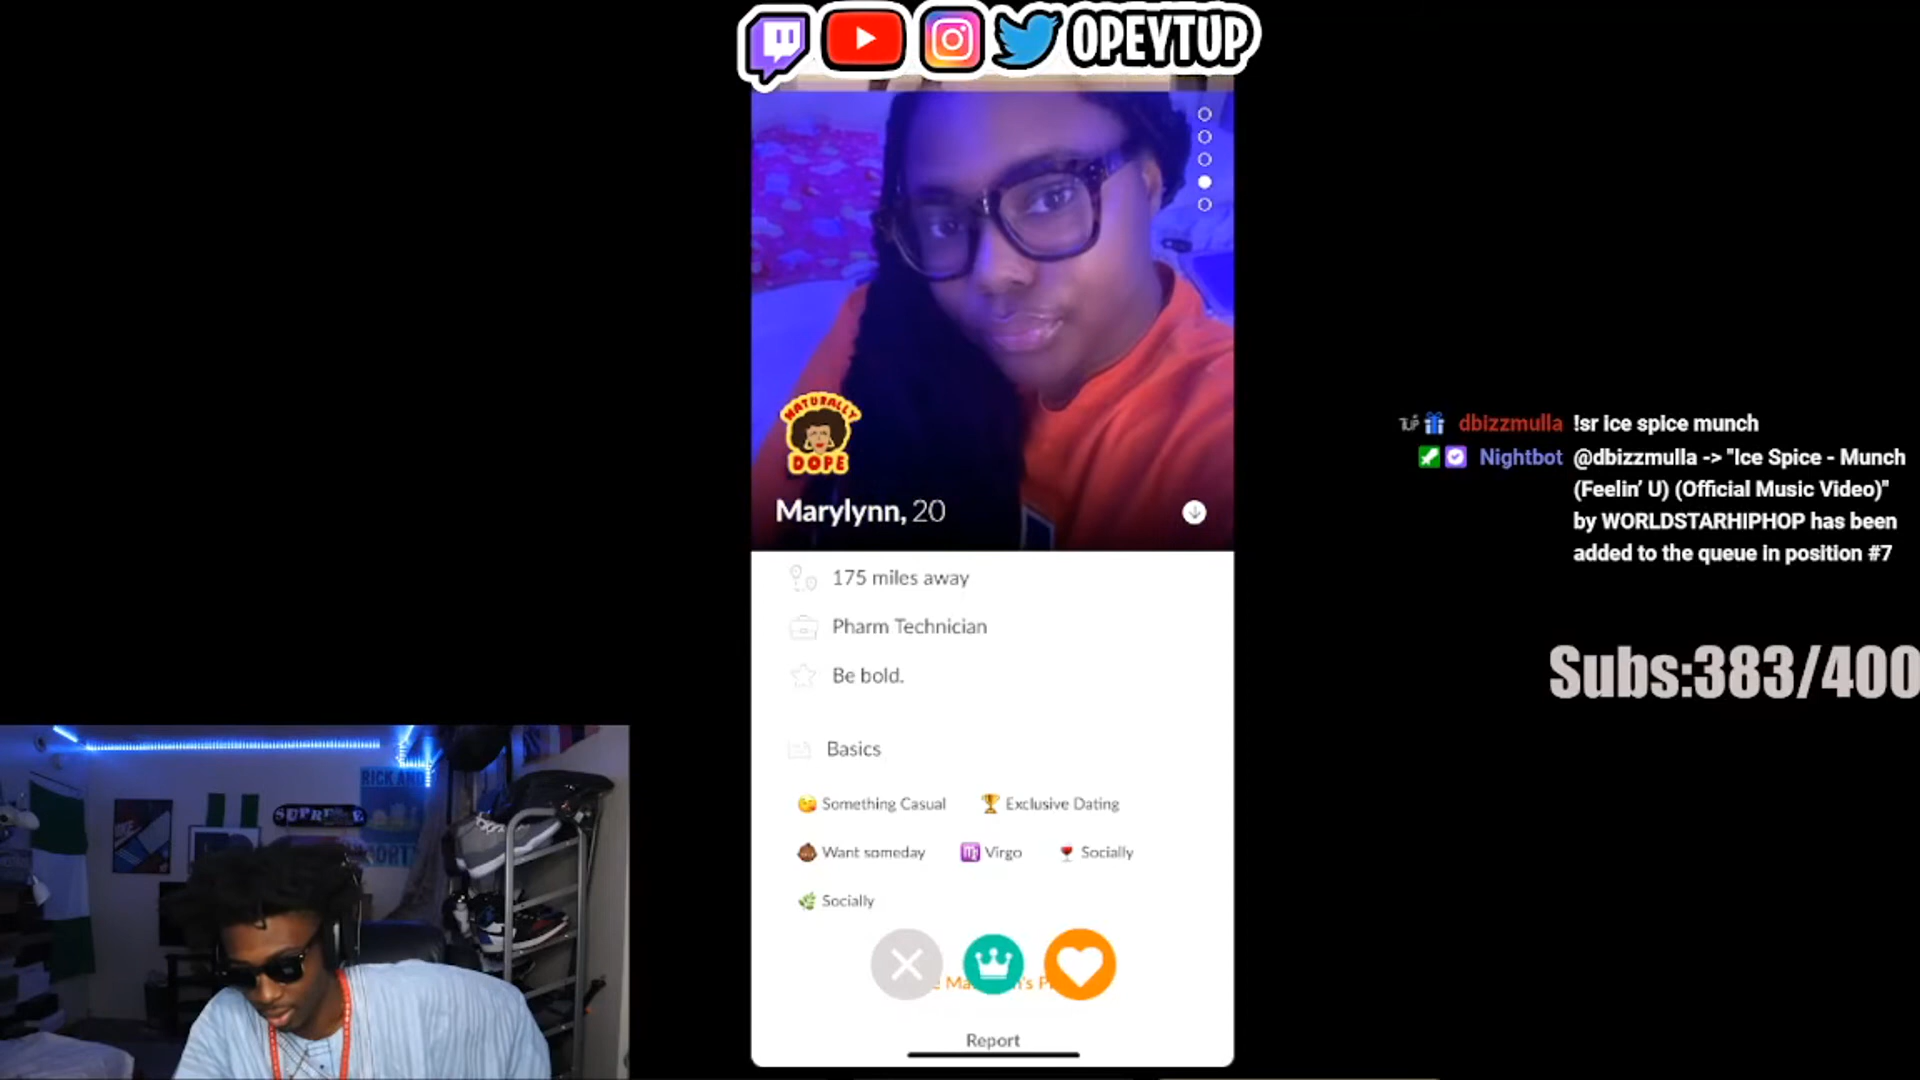 OPEYTUP
NATURALLY
DOPE
Marylynn, 20
175 miles away
Pharm Technician
Be bold.
Basics
Something Casual
Exclusive Dating
Want someday
Virgo
Socially
Socially
Report
dbizzmulla !sr ice spice munch
Nightbot @dbizzmulla -> "Ice Spice - Munch
(Feelin’ U) (Official Music Video)"
by WORLDSTARHIPHOP has been
added to the queue in position #7
Subs:383/400
RICK AND
SUPREME